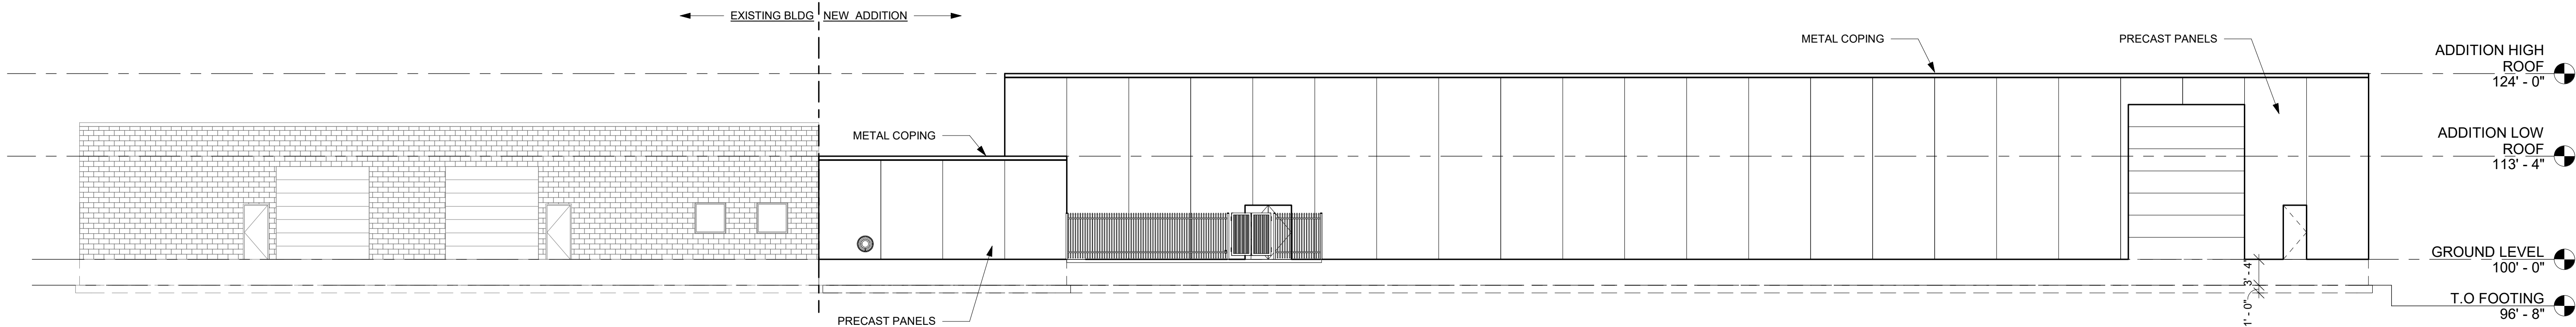 EXISTING BLDG
NEW ADDITION
METAL COPING
PRECAST PANELS
ADDITION HIGH
ROOF
124' - 0"
METAL COPING
ADDITION LOW
ROOF
113' - 4"
GROUND LEVEL
100' - 0"
3' - 4"
1' - 0"
T.O FOOTING
96' - 8"
PRECAST PANELS